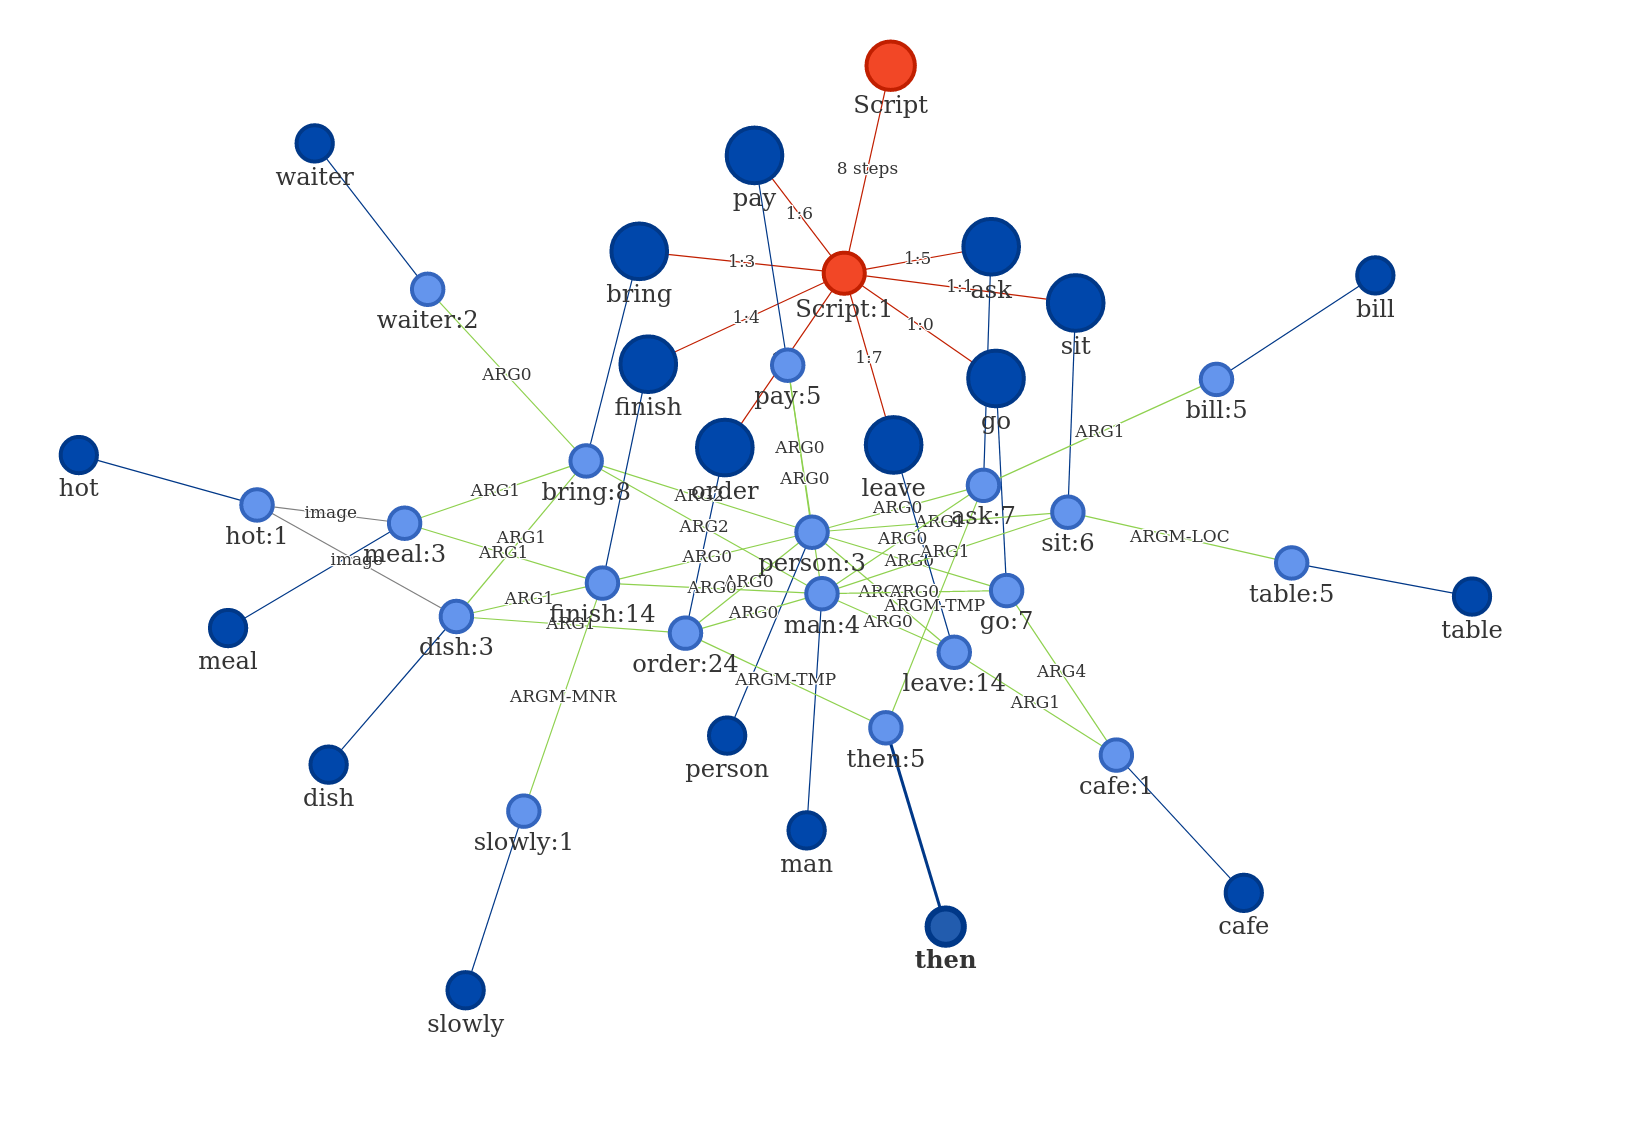 Script
8 steps
waiter
pay
1:6
1:3
1:5
bring
1:1
ask
Script:1
bill
waiter:2
1:4
1:0
sit
1:7
ARG0
pay:5
finish
bill:5
go
ARG1
ARG0
ARG0
hot
ARG1
bring:8
ARG2
order
leave
ARG0
image
hot:1
ask:7
ARG1
ARG2
ARG1
ARG0
sit:6
ARGM-LOC
meal:3
ARG1
ARG1
image
ARG0
person:3
ARG0
ARG0
ARG0
ARG0
ARG0
table:5
ARG1
finish:14
ARG0
man:4
ARGM-TMP
go:7
ARG1
ARG0
table
dish:3
meal
order:24
ARGM-TMP
leave:14
ARG4
ARGM-MNR
ARG1
person
then:5
dish
cafe:1
slowly:1
man
cafe
then
slowly